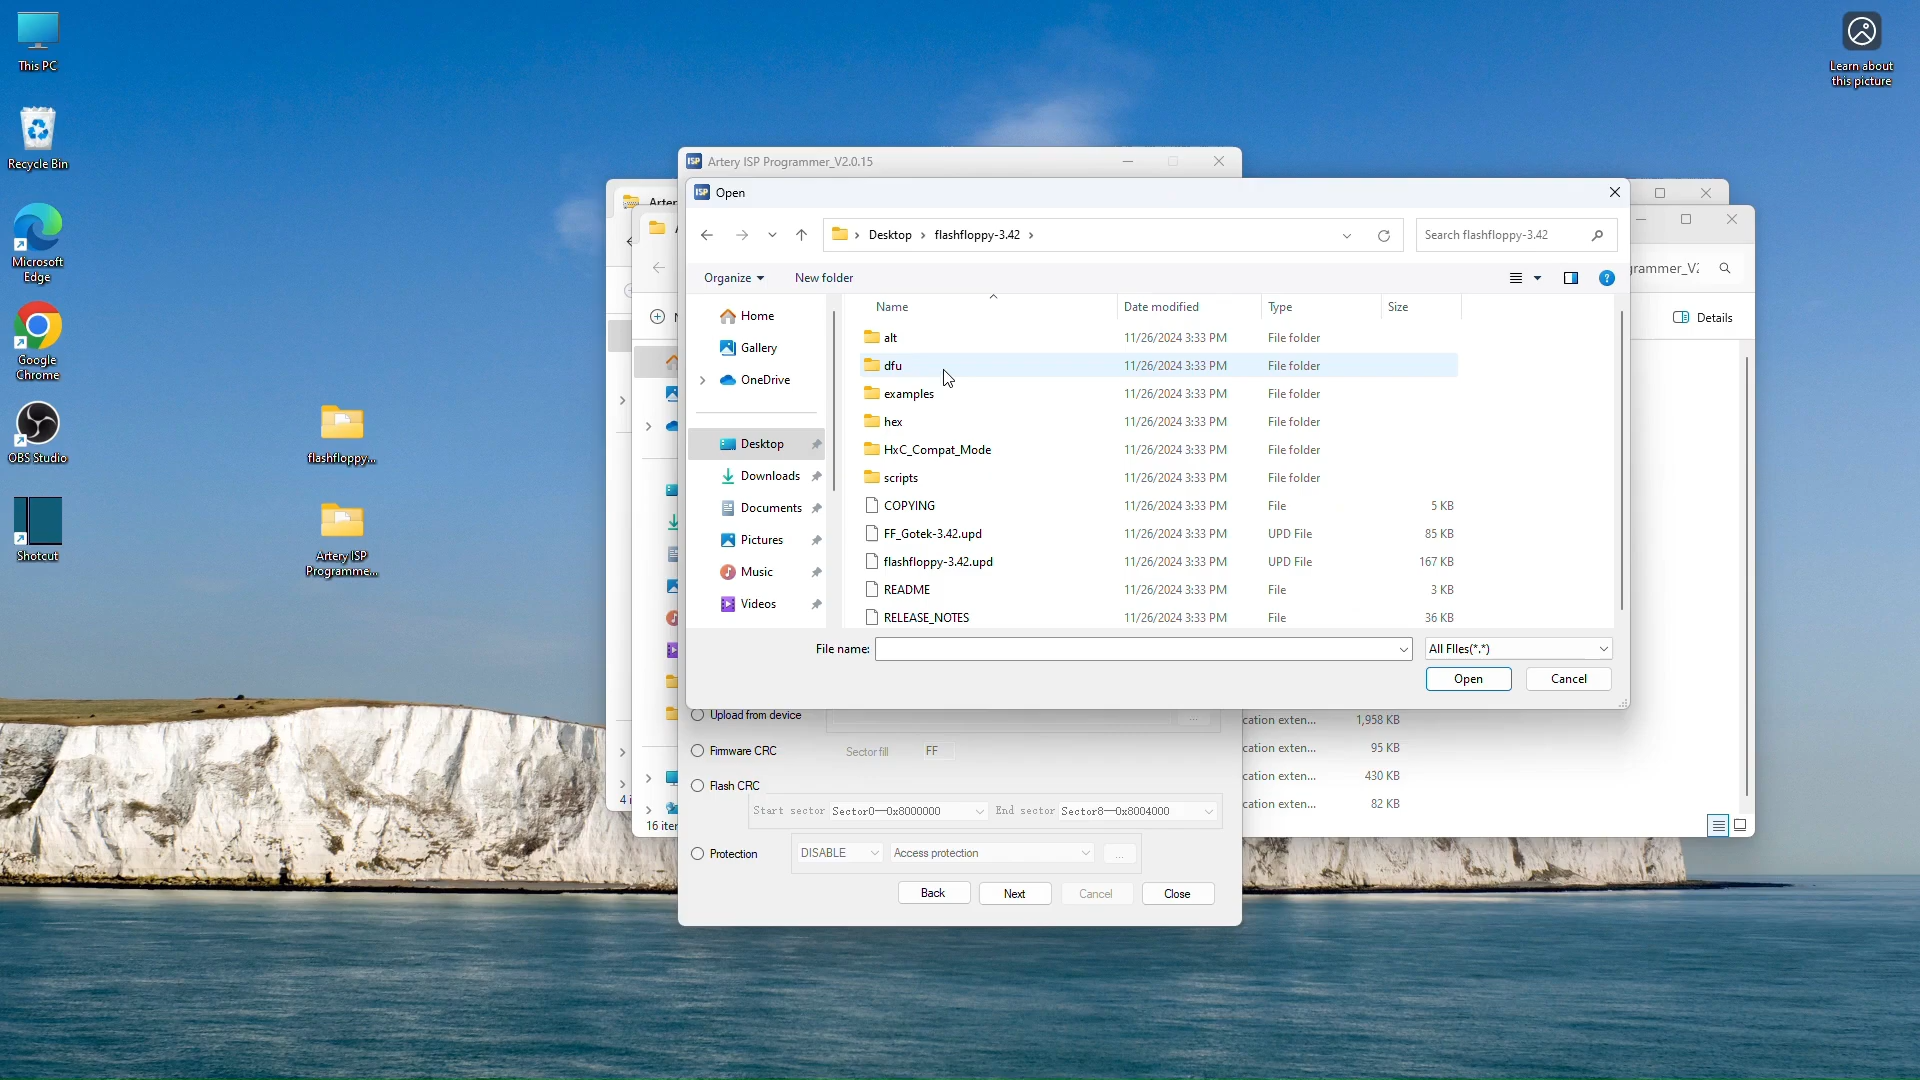 This PC
Recycle Bin
Microsoft
Edge
Google
Chrome
OBS Studio
Shotcut
flashfloppy...
Artery ISP
Programme...
Learn about
this picture
ISP Artery ISP Programmer_V2.0.15
ISP Open
Desktop > flashfloppy-3.42 >
Search flashfloppy-3.42
Organize
New folder
Home
Gallery
OneDrive
Desktop
Downloads
Documents
Pictures
Music
Videos
Name Date modified Type Size
alt 11/26/2024 3:33 PM File folder
dfu 11/26/2024 3:33 PM File folder
examples 11/26/2024 3:33 PM File folder
hex 11/26/2024 3:33 PM File folder
HxC_Compat_Mode 11/26/2024 3:33 PM File folder
scripts 11/26/2024 3:33 PM File folder
COPYING 11/26/2024 3:33 PM File 5 KB
FF_Gotek-3.42.upd 11/26/2024 3:33 PM UPD File 85 KB
flashfloppy-3.42.upd 11/26/2024 3:33 PM UPD File 167 KB
README 11/26/2024 3:33 PM File 3 KB
RELEASE_NOTES 11/26/2024 3:33 PM File 36 KB
File name:
All FIles(*.*)
Open
Cancel
Upload from device ...
Firmware CRC Sector fill FF
Flash CRC
Start sector Sector0—0x8000000 End sector Sector8—0x8004000
Protection DISABLE Access protection ...
Back Next Cancel Close
Arter
grammer_V2
Details
cation exten... 1,958 KB
cation exten... 95 KB
cation exten... 430 KB
cation exten... 82 KB
4 i
16 iter